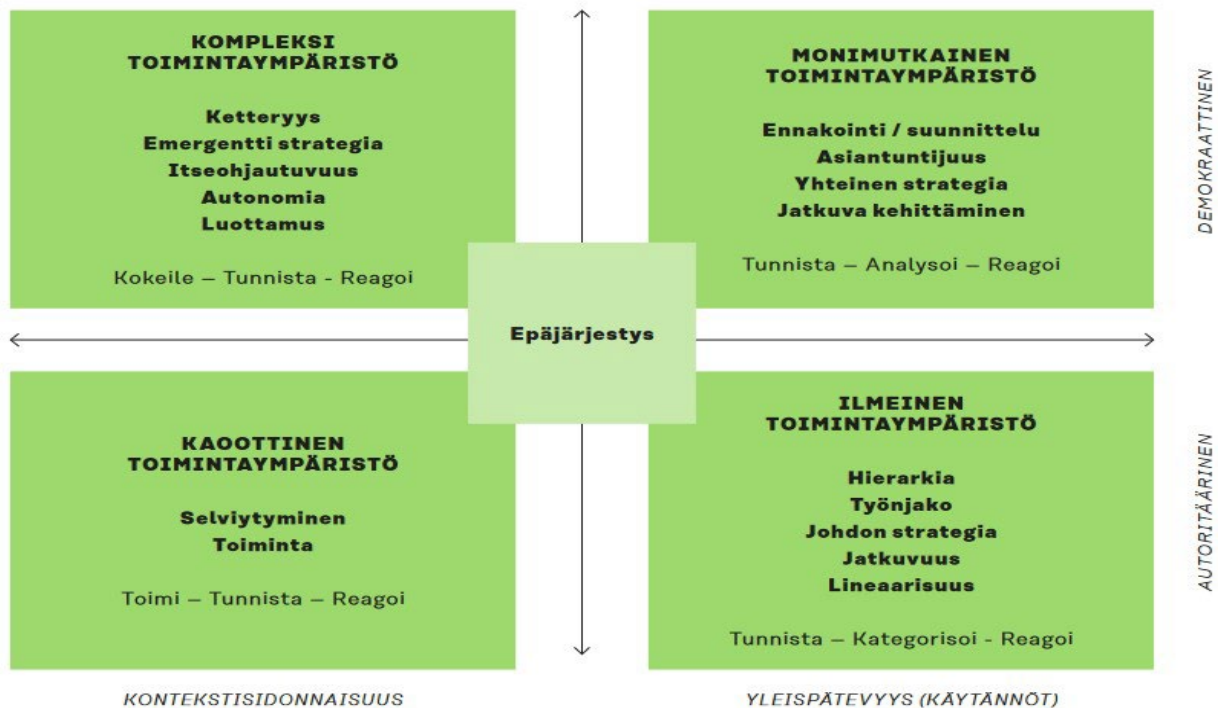 KOMPLEKSI
TOIMINTAYMPÄRISTÖ
Ketteryys
Emergentti strategia
Itseohjautuvuus
Autonomia
Luottamus
Kokeile – Tunnista - Reagoi
MONIMUTKAINEN
TOIMINTAYMPÄRISTÖ
Ennakointi / suunnittelu
Asiantuntijuus
Yhteinen strategia
Jatkuva kehittäminen
Tunnista – Analysoi – Reagoi
DEMOKRAATTINEN
Epäjärjestys
KAOOTTINEN
TOIMINTAYMPÄRISTÖ
Selviytyminen
Toiminta
Toimi – Tunnista – Reagoi
ILMEINEN
TOIMINTAYMPÄRISTÖ
Hierarkia
Työnjako
Johdon strategia
Jatkuvuus
Lineaarisuus
Tunnista – Kategorisoi - Reagoi
AUTORITÄÄRINEN
KONTEKSTISIDONNAISUUS
YLEISPÄTEVYYS (KÄYTÄNNÖT)